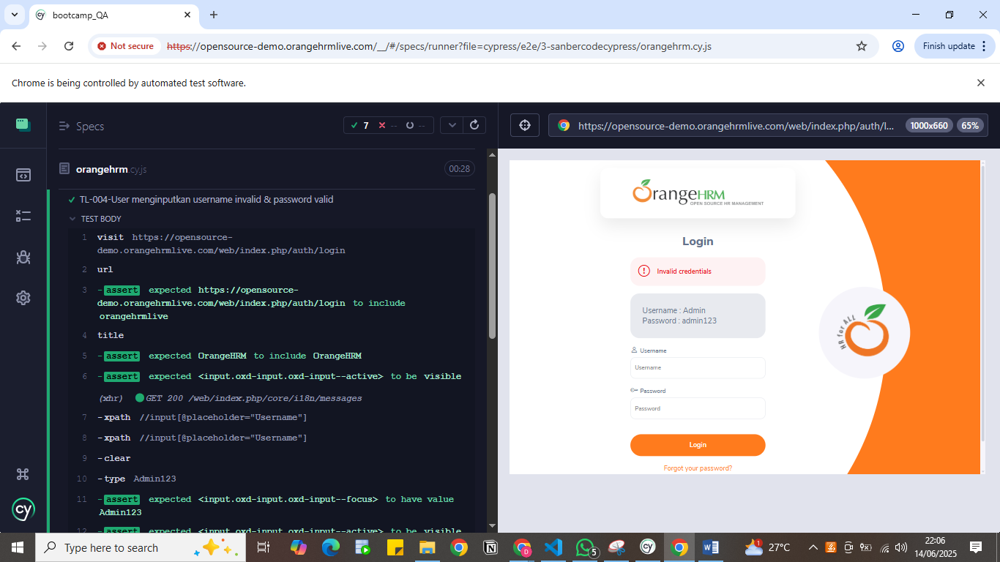 bootcamp_QA
Not secure
https://opensource-demo.orangehrmlive.com/__/#/specs/runner?file=cypress/e2e/3-sanbercodecypress/orangehrm.cy.js
Finish update
Chrome is being controlled by automated test software.
Specs
7
--
--
https://opensource-demo.orangehrmlive.com/web/index.php/auth/l...
1000x660
65%
orangehrm.cy.js
00:28
TL-004-User menginputkan username invalid & password valid
TEST BODY
1 visit https://opensource-
demo.orangehrmlive.com/web/index.php/auth/login
2 url
3 -assert expected https://opensource-
demo.orangehrmlive.com/web/index.php/auth/login to include
orangehrmlive
4 title
5 -assert expected OrangeHRM to include OrangeHRM
6 -assert expected <input.oxd-input.oxd-input--active> to be visible
(xhr) GET 200 /web/index.php/core/i18n/messages
7 -xpath //input[@placeholder="Username"]
8 -xpath //input[@placeholder="Username"]
9 -clear
10 -type Admin123
11 -assert expected <input.oxd-input.oxd-input--focus> to have value
Admin123
12 -assert expected <input.oxd-input.oxd-input--active> to be visible
OrangeHRM
OPEN SOURCE HR MANAGEMENT
Login
Invalid credentials
Username : Admin
Password : admin123
Username
Username
Password
Password
Login
Forgot your password?
HR for ALL
cy
Type here to search
D
5
cy
1
27°C
22:06
14/06/2025